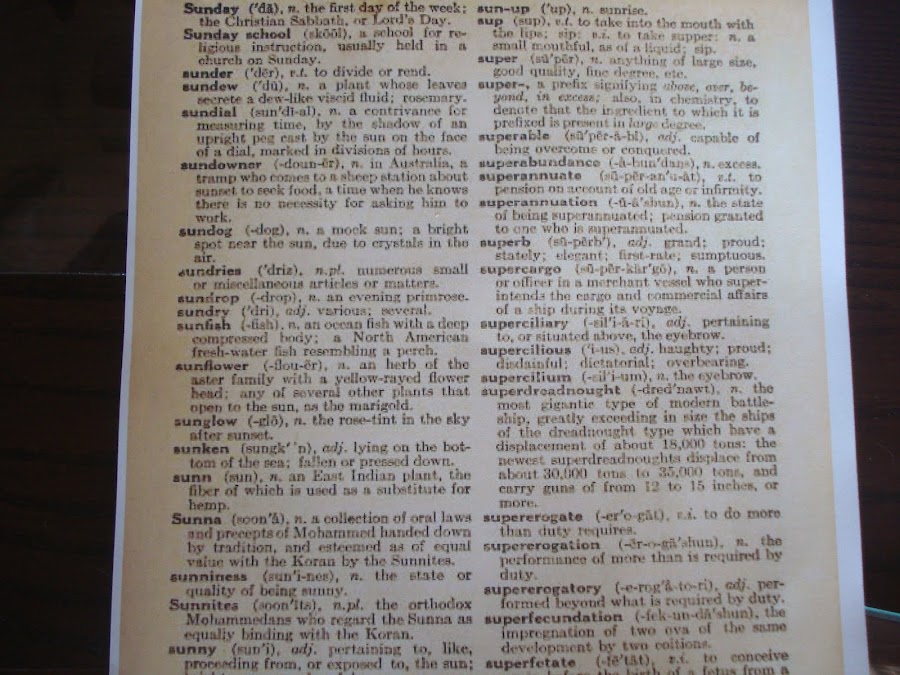 Sunday ('dā), n. the first day of the week;
the Christian Sabbath, or Lord's Day.
Sunday school (skōōl), a school for re-
ligious instruction, usually held in a
church on Sunday.
sunder ('dẽr), v.t. to divide or rend.
sundew ('dū), n. a plant whose leaves
secrete a dew-like viscid fluid; rosemary.
sundial (sun'dī-al), n. a contrivance for
measuring time, by the shadow of an
upright peg cast by the sun on the face
of a dial, marked in divisions of hours.
sundowner (-doun-ẽr), n. in Australia, a
tramp who comes to a sheep station about
sunset to seek food, a time when he knows
there is no necessity for asking him to
work.
sundog (-dog), n. a mock sun; a bright
spot near the sun, due to crystals in the
air.
sundries ('driz), n.pl. numerous small
or miscellaneous articles or matters.
sundrop (-drop), n. an evening primrose.
sundry ('dri), adj. various; several.
sunfish (-fish), n. an ocean fish with a deep
compressed body; a North American
fresh-water fish resembling a perch.
sunflower (-flou-ẽr), n. an herb of the
aster family with a yellow-rayed flower
head; any of several other plants that
open to the sun, as the marigold.
sunglow (-glō), n. the rose-tint in the sky
after sunset.
sunken (sungk''n), adj. lying on the bot-
tom of the sea; fallen or pressed down.
sunn (sun), n. an East Indian plant, the
fiber of which is used as a substitute for
hemp.
Sunna (soon'å), n. a collection of oral laws
and precepts of Mohammed handed down
by tradition, and esteemed as of equal
value with the Koran by the Sunnites.
sunniness (sun'i-nes), n. the state or
quality of being sunny.
Sunnites (soon'īts), n.pl. the orthodox
Mohammedans who regard the Sunna as
equally binding with the Koran.
sunny (sun'i), adj. pertaining to, like,
proceeding from, or exposed to, the sun;
sun-up ('up), n. sunrise.
sup (sup), v.t. to take into the mouth with
the lips; sip: v.i. to take supper: n. a
small mouthful, as of a liquid; sip.
super (sū'pẽr), n. anything of large size,
good quality, fine degree, etc.
super-, a prefix signifying above, over, be-
yond, in excess; also, in chemistry, to
denote that the ingredient to which it is
prefixed is present in large degree.
superable (sū'pẽr-å-bl), adj. capable of
being overcome or conquered.
superabundance (-å-bun'dans), n. excess.
superannuate (sū-pẽr-an'ū-āt), v.t. to
pension on account of old age or infirmity.
superannuation (-ū-ā'shun), n. the state
of being superannuated; pension granted
to one who is superannuated.
superb (sū-pẽrb'), adj. grand; proud;
stately; elegant; first-rate; sumptuous.
supercargo (sū-pẽr-kär'gō), n. a person
or officer in a merchant vessel who super-
intends the cargo and commercial affairs
of a ship during its voyage.
superciliary (-sil'i-å-ri), adj. pertaining
to, or situated above, the eyebrow.
supercilious ('i-us), adj. haughty; proud;
disdainful; dictatorial; overbearing.
supercilium (-sil'i-um), n. the eyebrow.
superdreadnought (-dred'nawt), n. the
most gigantic type of modern battle-
ship, greatly exceeding in size the ships
of the dreadnought type which have a
displacement of about 18,000 tons: the
newest superdreadnoughts displace from
about 30,000 tons to 35,000 tons, and
carry guns of from 12 to 15 inches, or
more.
supererogate (-er'o-gāt), v.i. to do more
than duty requires.
supererogation (-ẽr-o-gā'shun), n. the
performance of more than is required by
duty.
supererogatory (-e-rog'å-to-ri), adj. per-
formed beyond what is required by duty.
superfecundation (-fek-un-dā'shun), the
impregnation of two ova of the same
development by two coitions.
superfetate (-fē'tāt), v.i. to conceive
before the birth of a fetus from a